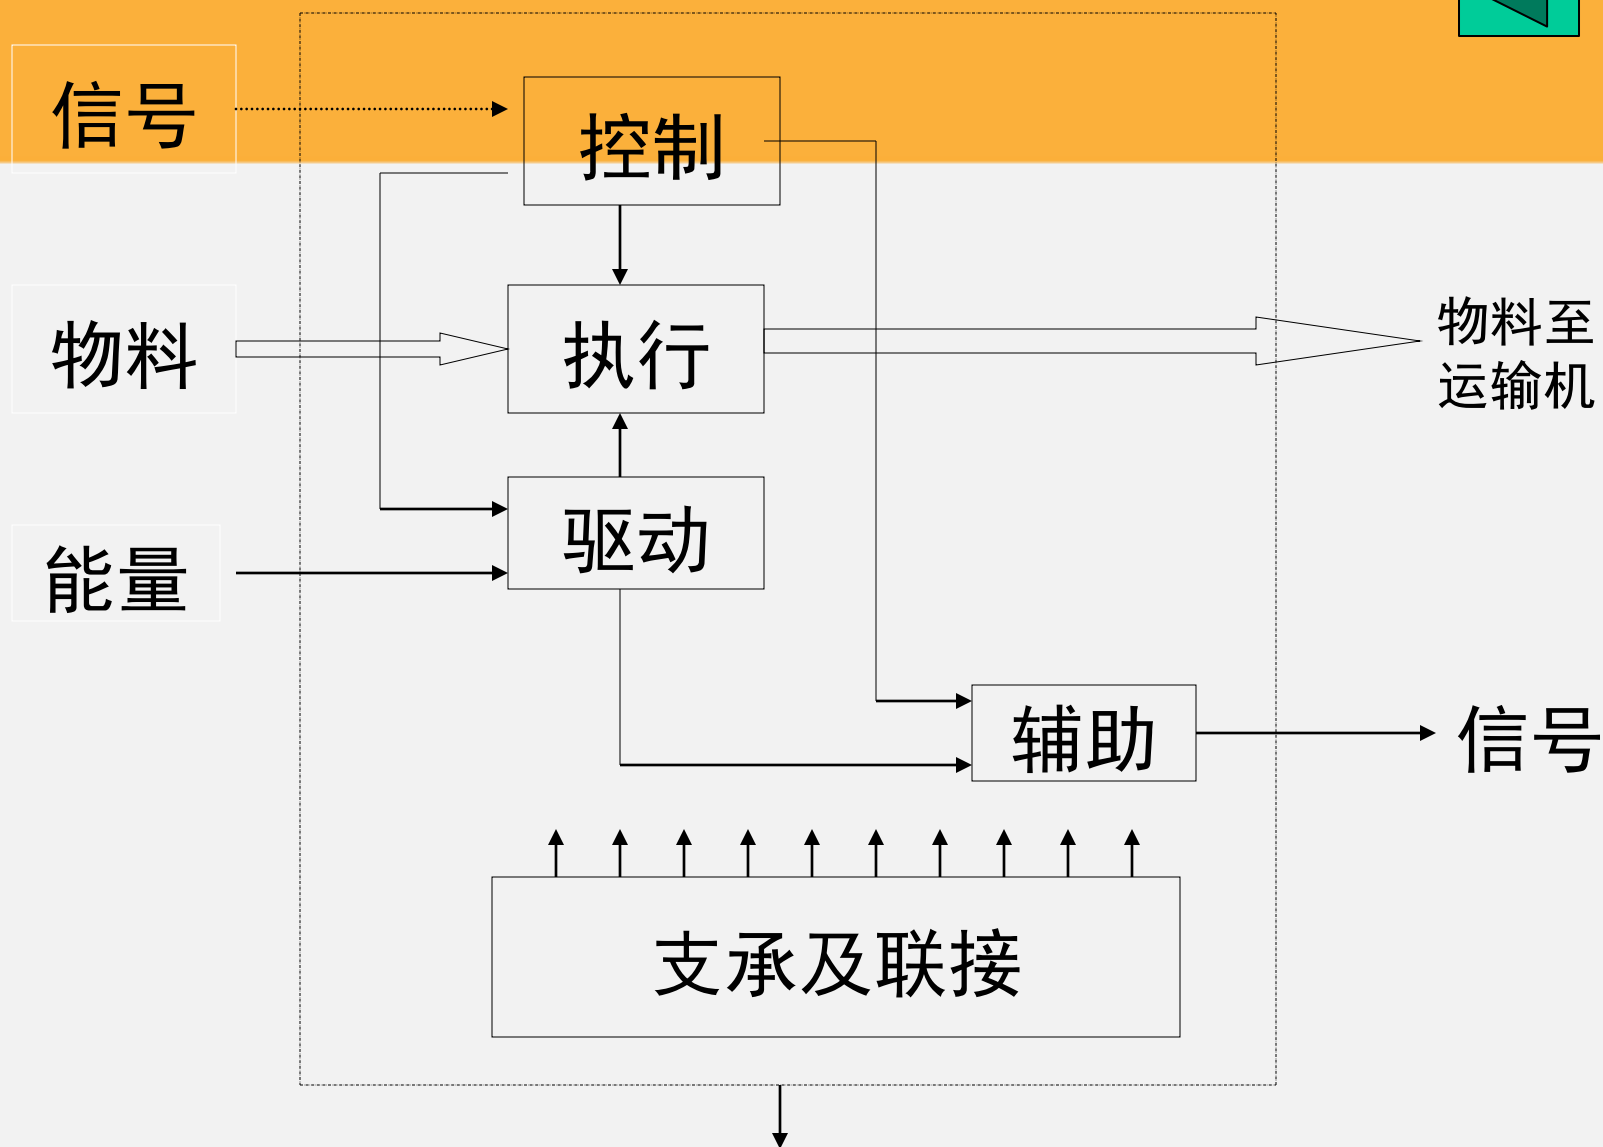 信号
控制
物料
执行
物料至
运输机
驱动
能量
辅助
信号
支承及联接